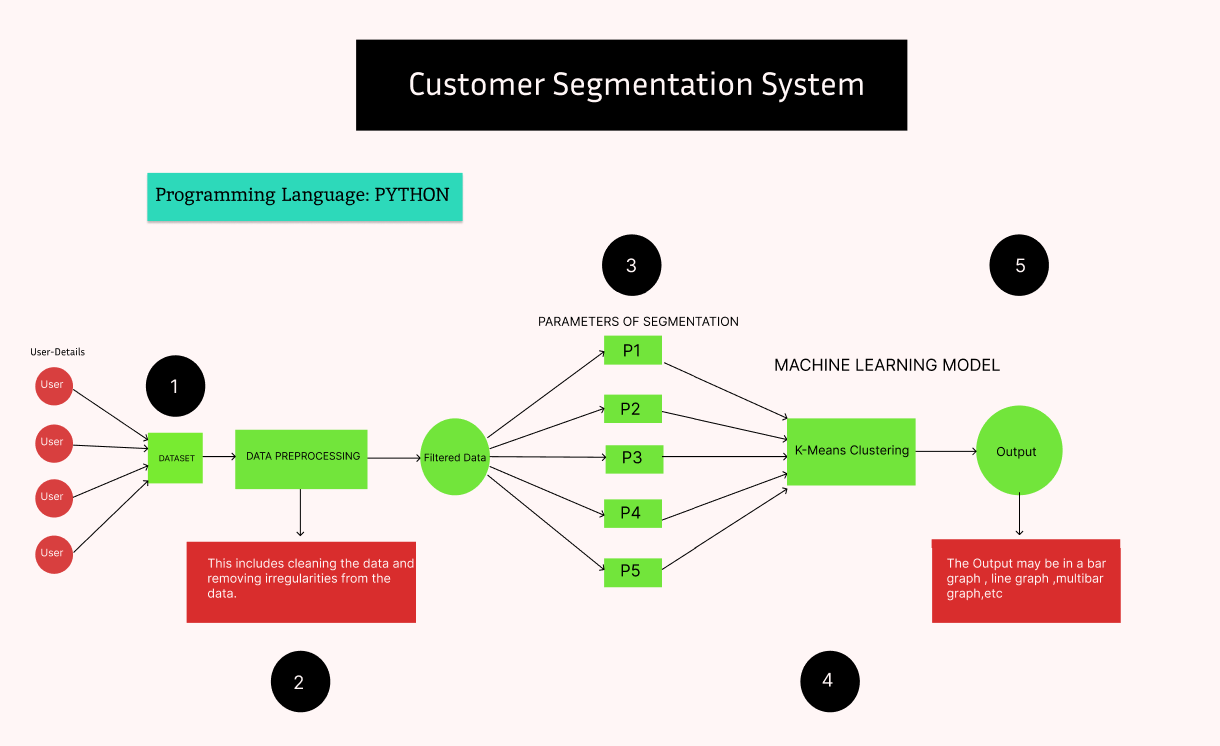 Customer Segmentation System
Programming Language: PYTHON
3
5
PARAMETERS OF SEGMENTATION
User-Details
1
User
User
User
User
DATASET
DATA PREPROCESSING
Filtered Data
P1
P2
P3
P4
P5
MACHINE LEARNING MODEL
K-Means Clustering
Output
This includes cleaning the data and
removing irregularities from the
data.
The Output may be in a bar
graph , line graph ,multibar
graph,etc
2
4